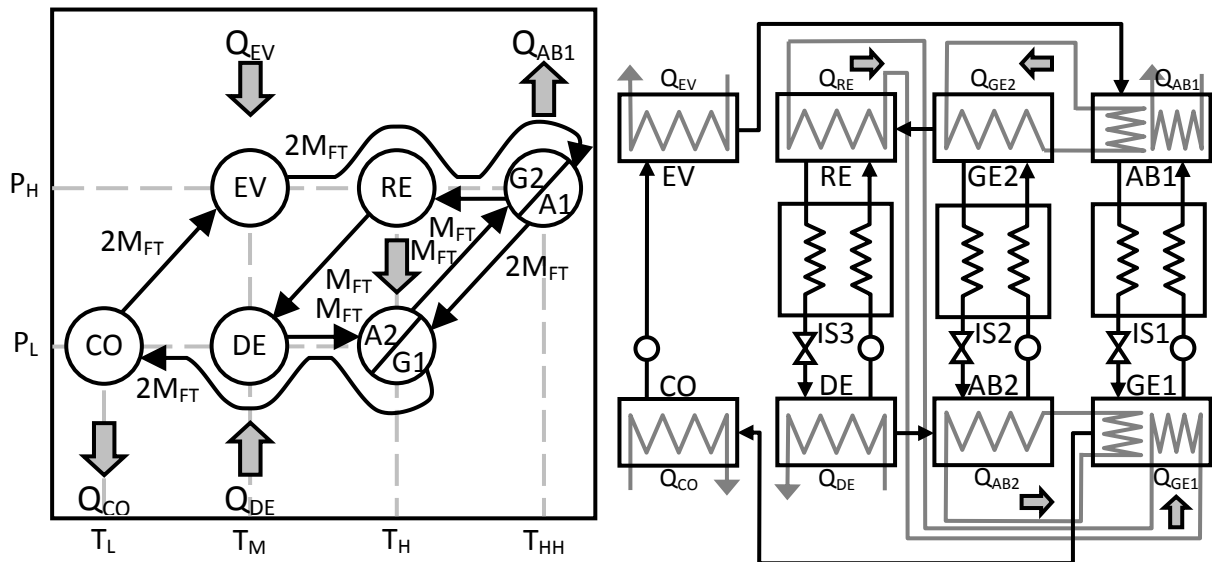 Q_EV Q_AB1
2M_FT
P_H EV RE G2 A1
M_FT
M_FT 2M_FT
2M_FT
M_FT
M_FT
P_L CO DE A2 G1
2M_FT
Q_CO Q_DE
T_L T_M T_H T_HH
Q_EV Q_RE Q_GE2 Q_AB1
EV RE GE2 AB1
IS3 IS2 IS1
CO DE AB2 GE1
Q_CO Q_DE Q_AB2 Q_GE1